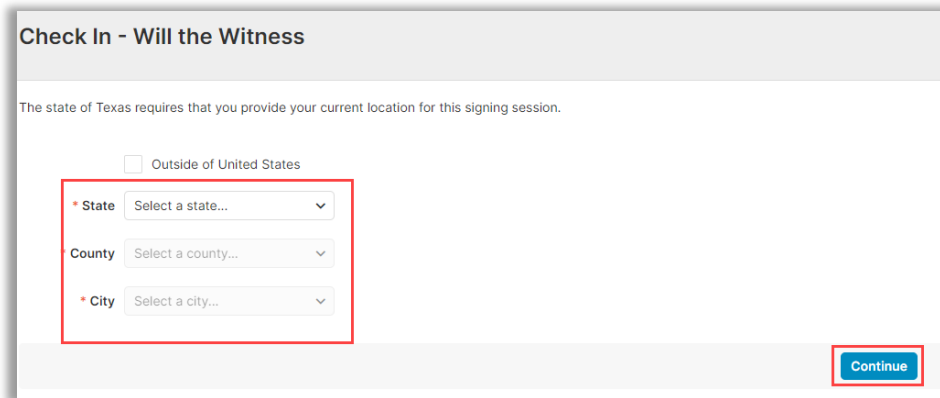 Check In - Will the Witness
The state of Texas requires that you provide your current location for this signing session.
Outside of United States
* State Select a state...
* County Select a county...
* City Select a city...
Continue